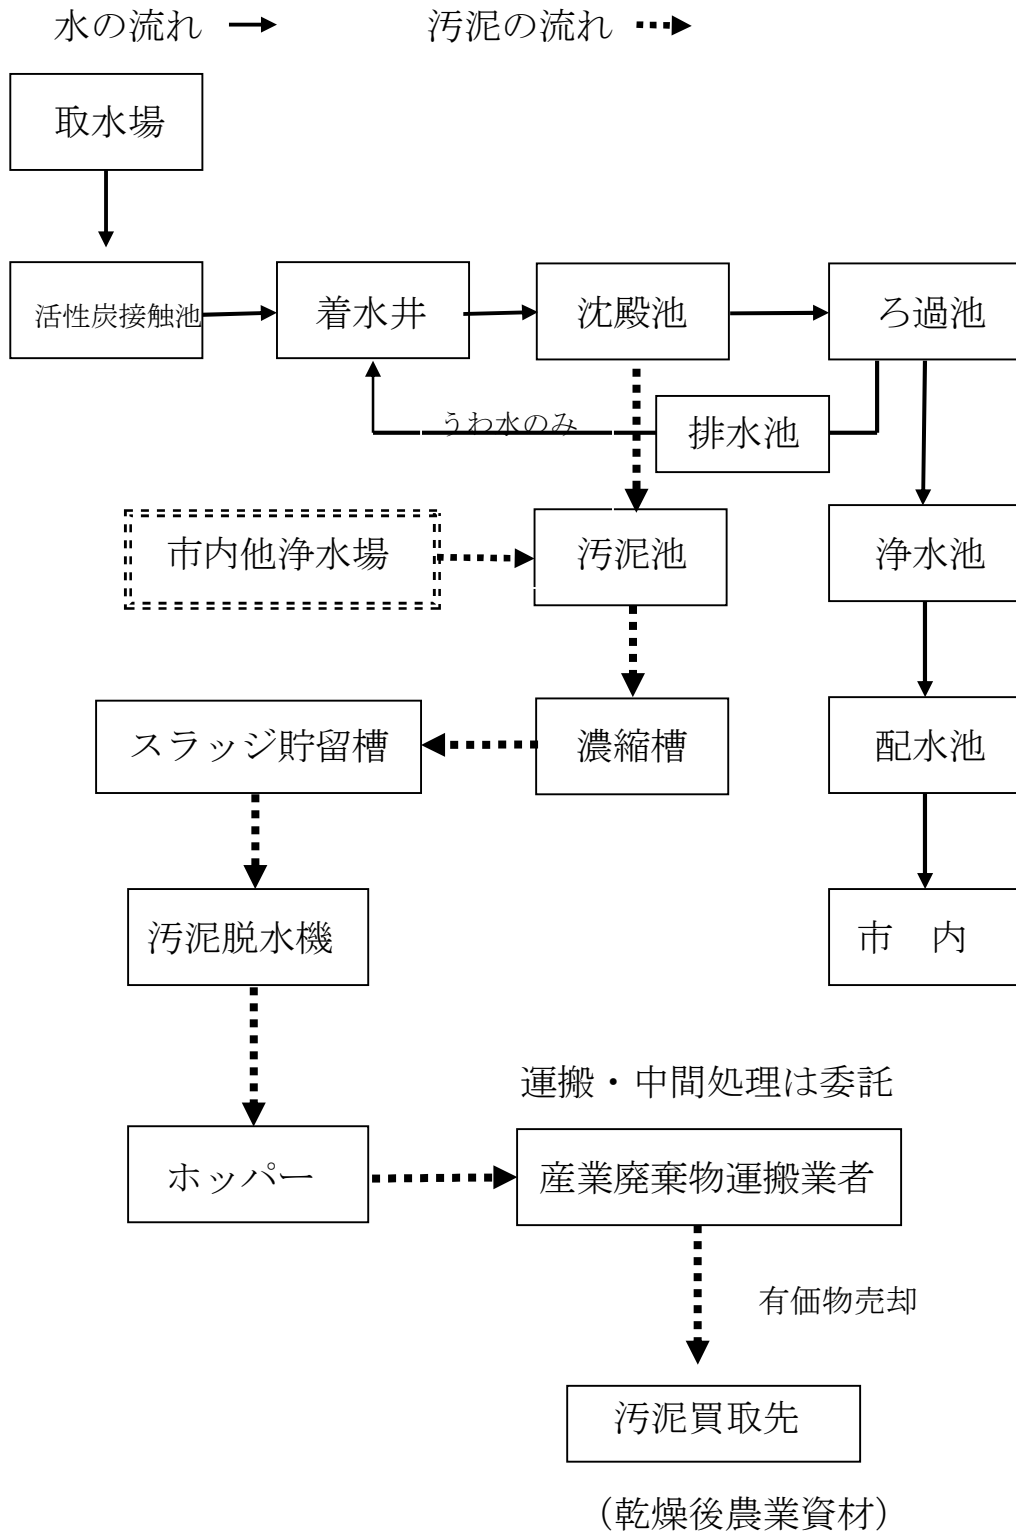 水の流れ
汚泥の流れ
取水場
活性炭接触池
着水井
沈殿池
ろ過池
うわ水のみ
排水池
市内他浄水場
汚泥池
浄水池
スラッジ貯留槽
濃縮槽
配水池
汚泥脱水機
市　内
運搬・中間処理は委託
ホッパー
産業廃棄物運搬業者
有価物売却
汚泥買取先
（乾燥後農業資材）